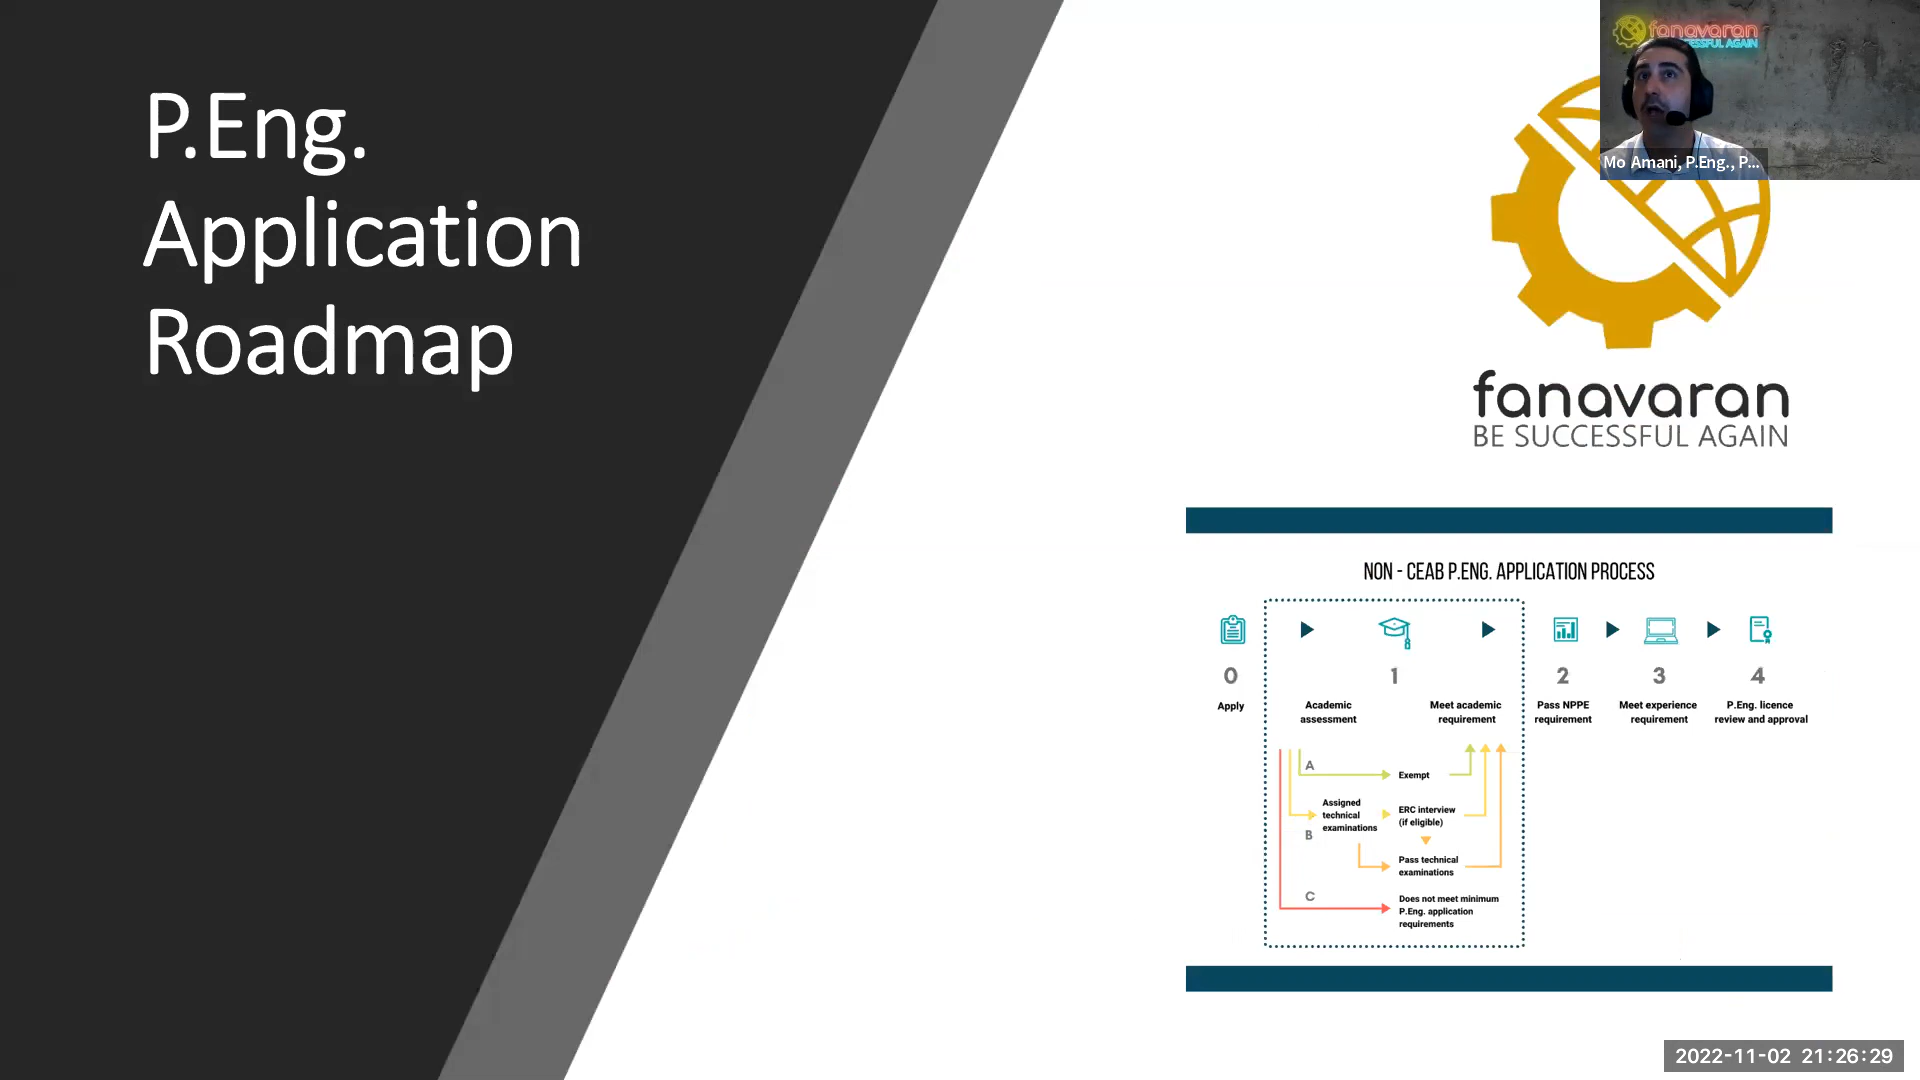 P.Eng.
Application
Roadmap
fanavaran
SUCCESSFUL AGAIN
Mo Amani, P.Eng., P...
fanavaran
BE SUCCESSFUL AGAIN
NON - CEAB P.ENG. APPLICATION PROCESS
0
1
2
3
4
Apply
Academic
assessment
Meet academic
requirement
Pass NPPE
requirement
Meet experience
requirement
P.Eng. licence
review and approval
A
Exempt
Assigned
technical
examinations
B
ERC interview
(if eligible)
Pass technical
examinations
C
Does not meet minimum
P.Eng. application
requirements
2022-11-02 21:26:29